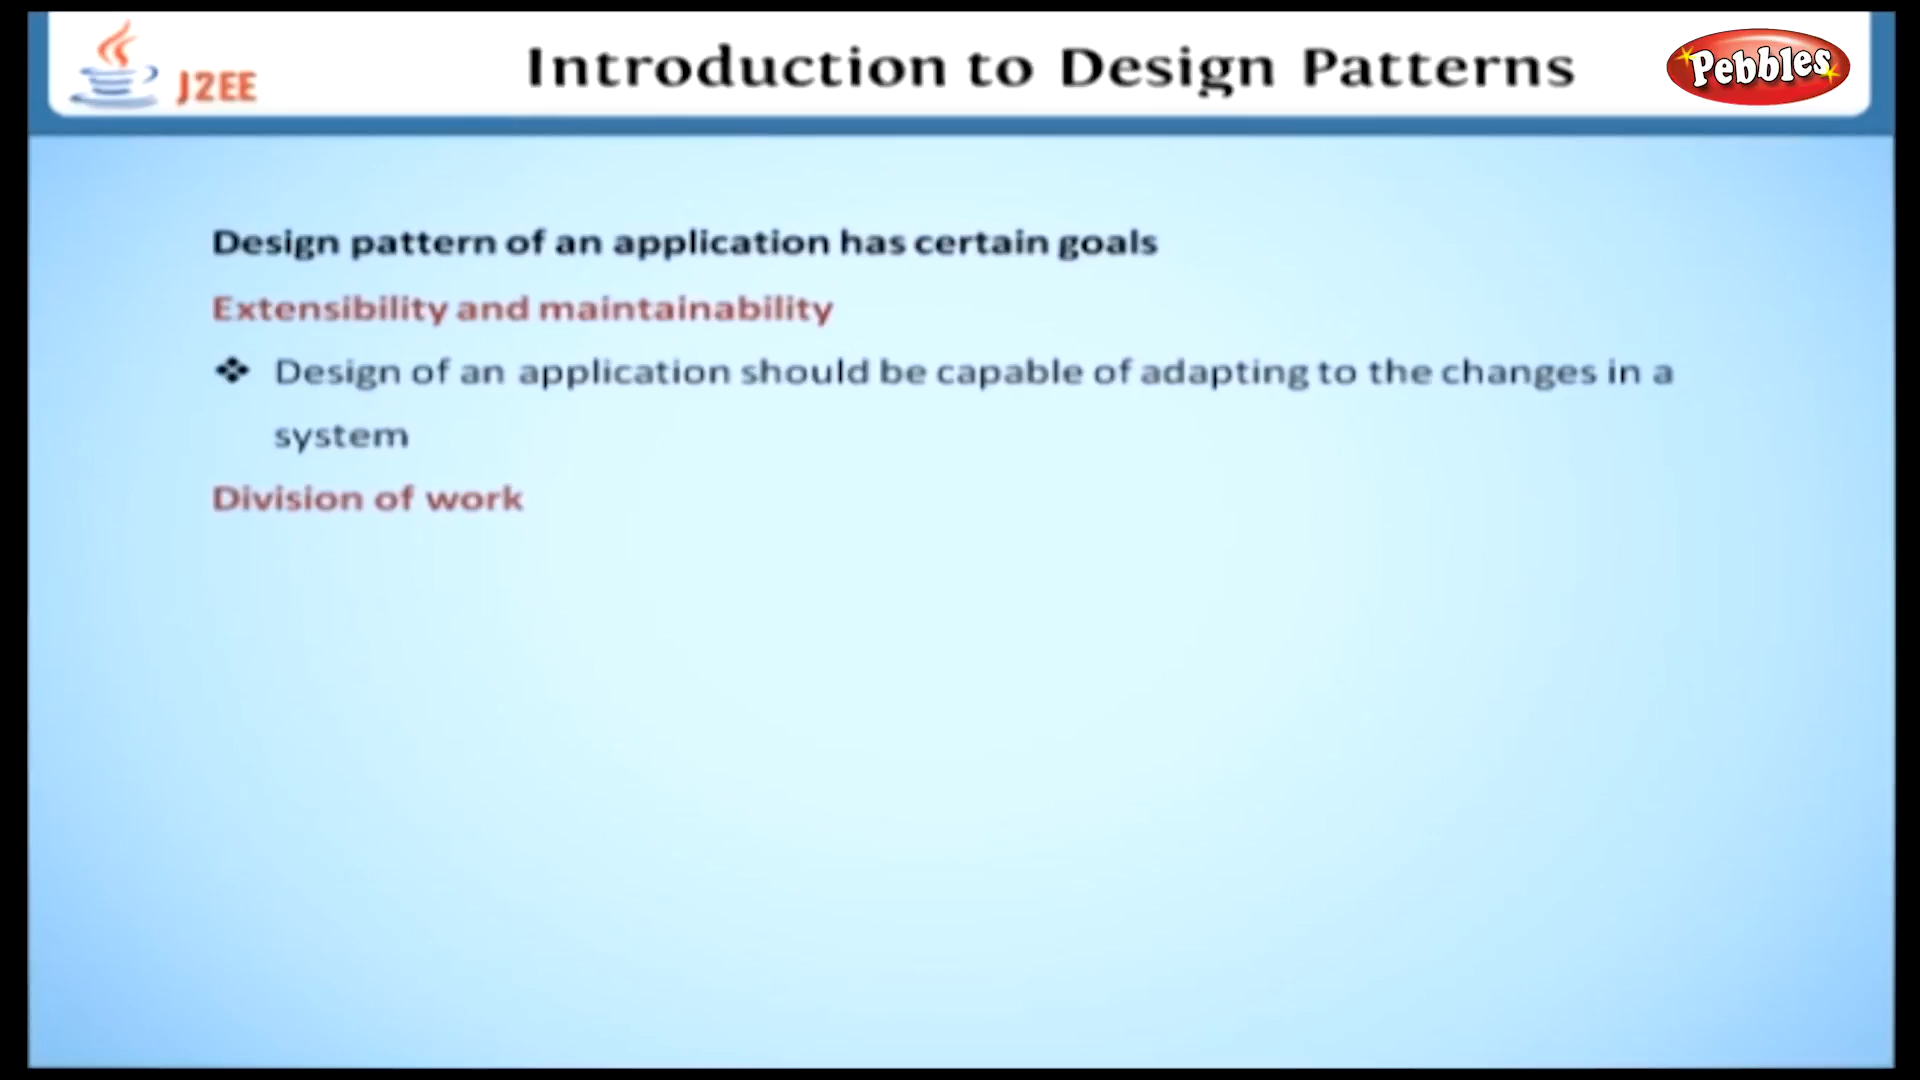 J2EE
Introduction to Design Patterns
Pebbles
Design pattern of an application has certain goals
Extensibility and maintainability
❖ Design of an application should be capable of adapting to the changes in a
system
Division of work